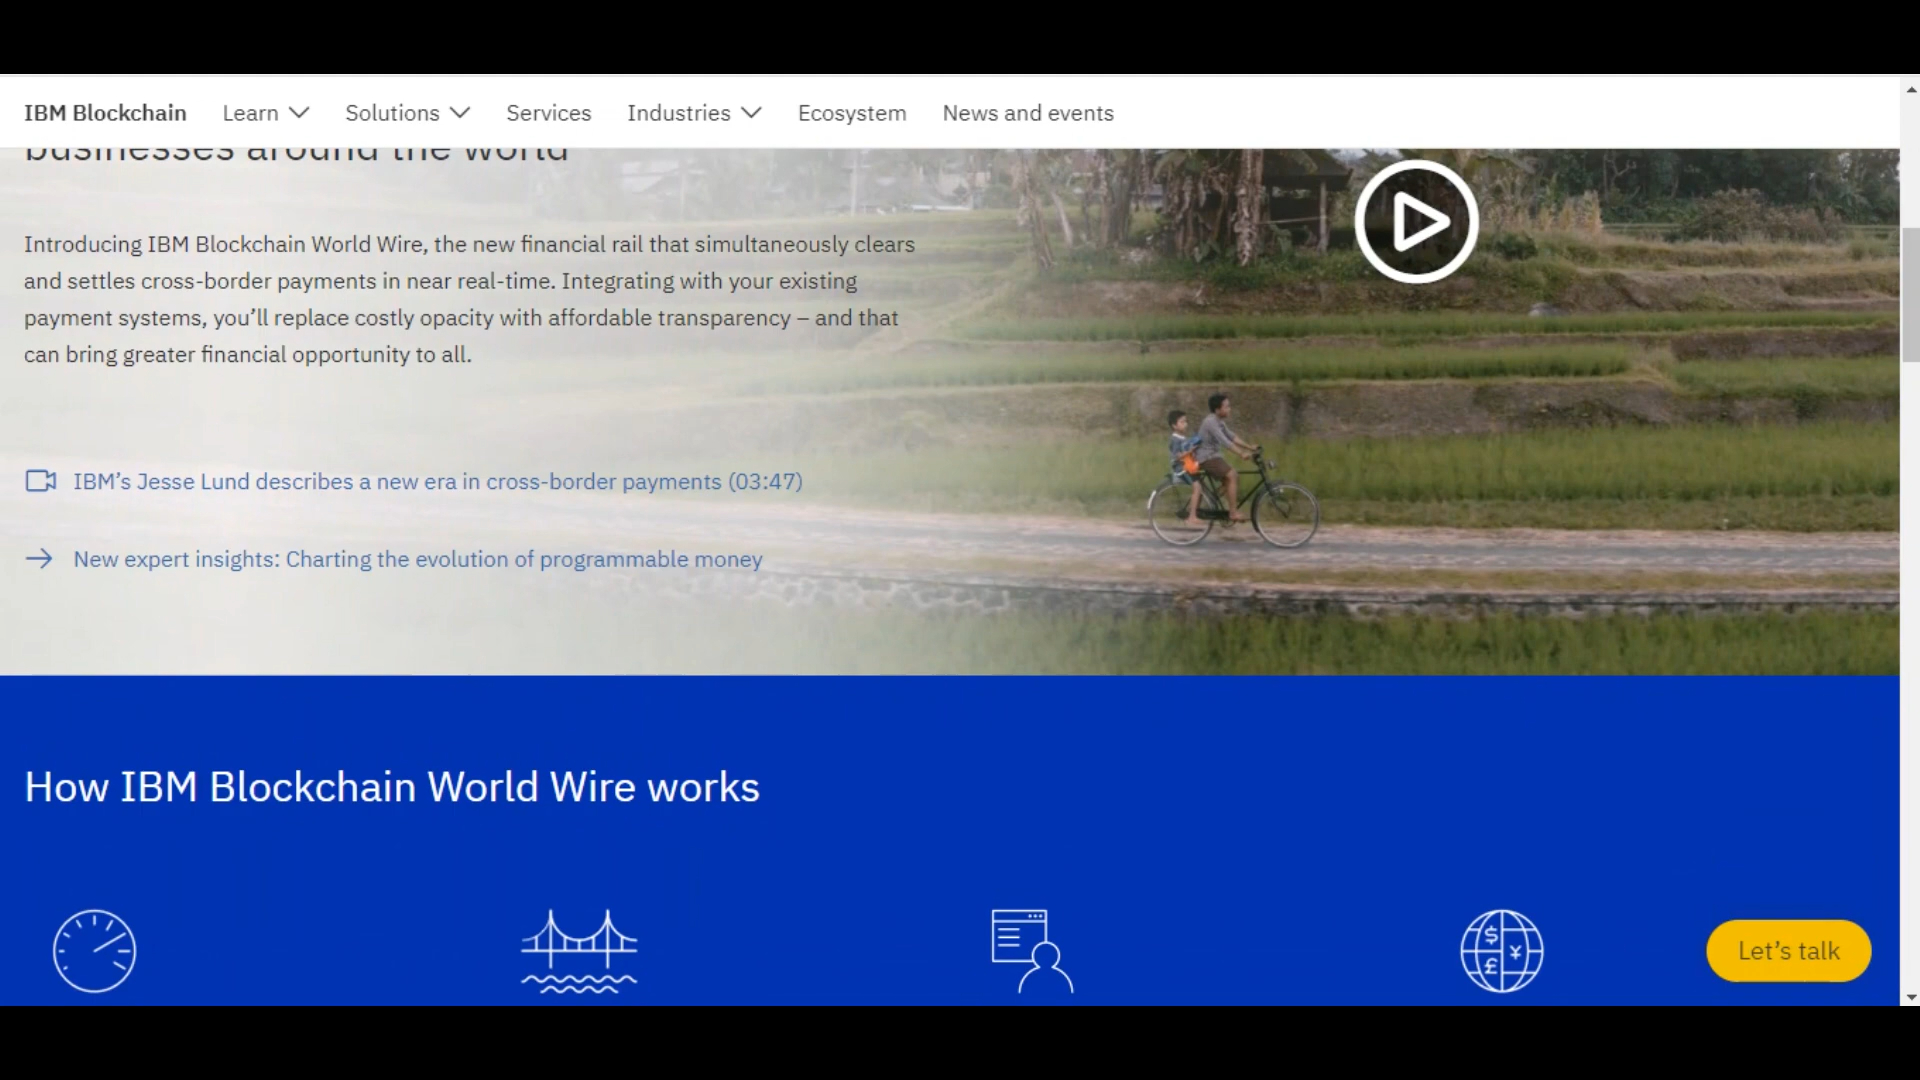 IBM Blockchain Learn Solutions Services Industries Ecosystem News and events
businesses around the world
Introducing IBM Blockchain World Wire, the new financial rail that simultaneously clears
and settles cross-border payments in near real-time. Integrating with your existing
payment systems, you’ll replace costly opacity with affordable transparency – and that
can bring greater financial opportunity to all.
IBM’s Jesse Lund describes a new era in cross-border payments (03:47)
New expert insights: Charting the evolution of programmable money
How IBM Blockchain World Wire works
$ ¥ £
Let’s talk